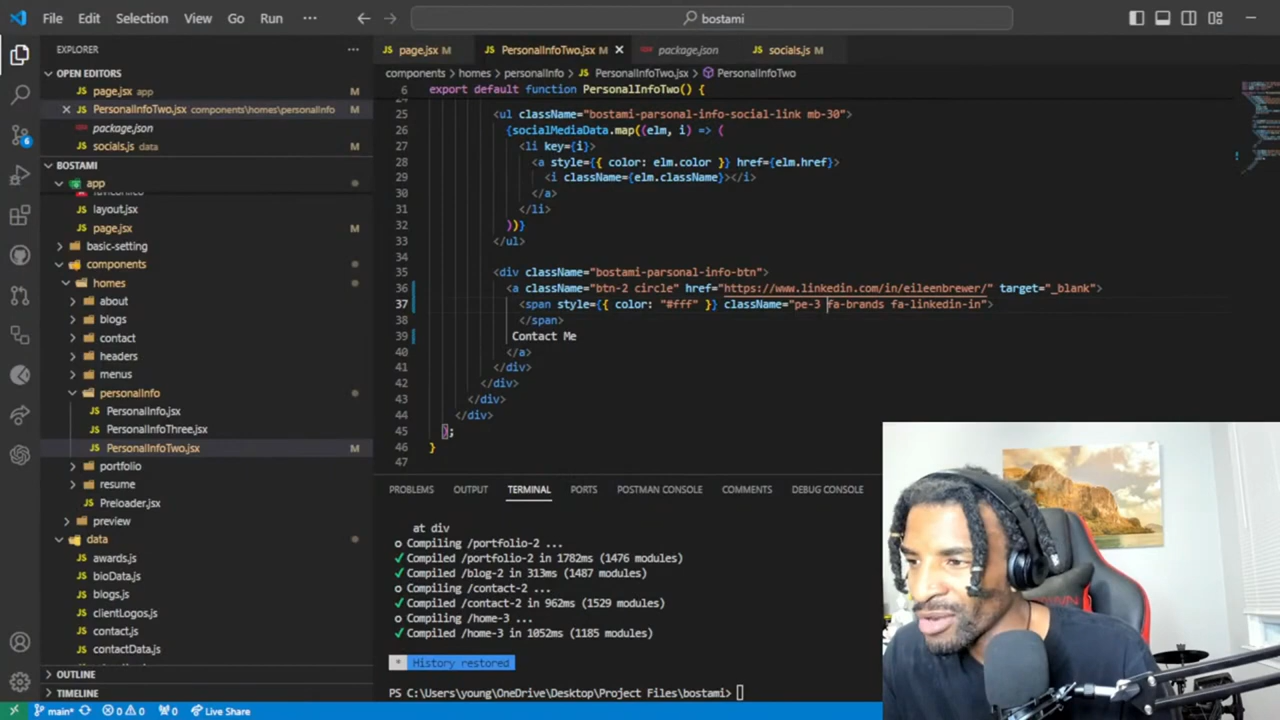 File Edit Selection View Go Run ··· bostami
EXPLORER ···
OPEN EDITORS
page.jsx app M
PersonalInfoTwo.jsx components\homes\personalInfo M
package.json
socials.js data M
BOSTAMI
app
layout.jsx
page.jsx M
basic-setting
components
homes
about
blogs
contact
headers
menus
personalInfo
PersonalInfo.jsx
PersonalInfoThree.jsx
PersonalInfoTwo.jsx M
portfolio
resume
Preloader.jsx
preview
data
awards.js
bioData.js
blogs.js
clientLogos.js
contact.js
contactData.js
OUTLINE
TIMELINE
page.jsx M PersonalInfoTwo.jsx M package.json socials.js M
components > homes > personalInfo > PersonalInfoTwo.jsx > PersonalInfoTwo
6 export default function PersonalInfoTwo() {
25 <ul className="bostami-parsonal-info-social-link mb-30">
26 {socialMediaData.map((elm, i) => (
27 <li key={i}>
28 <a style={{ color: elm.color }} href={elm.href}>
29 <i className={elm.className}></i>
30 </a>
31 </li>
32 ))}
33 </ul>
34
35 <div className="bostami-parsonal-info-btn">
36 <a className="btn-2 circle" href="https://www.linkedin.com/in/eileenbrewer/" target="_blank">
37 <span style={{ color: "#fff" }} className="pe-3 fa-brands fa-linkedin-in">
38 </span>
39 Contact Me
40 </a>
41 </div>
42 </div>
43 </div>
44 </div>
45 );
46 }
47
PROBLEMS OUTPUT TERMINAL PORTS POSTMAN CONSOLE COMMENTS DEBUG CONSOLE
at div
o Compiling /portfolio-2 ...
✓ Compiled /portfolio-2 in 1782ms (1476 modules)
✓ Compiled /blog-2 in 313ms (1487 modules)
o Compiling /contact-2 ...
✓ Compiled /contact-2 in 962ms (1529 modules)
o Compiling /home-3 ...
✓ Compiled /home-3 in 1052ms (1185 modules)
* History restored
PS C:\Users\young\OneDrive\Desktop\Project Files\bostami>
main* 0 0 0 Live Share